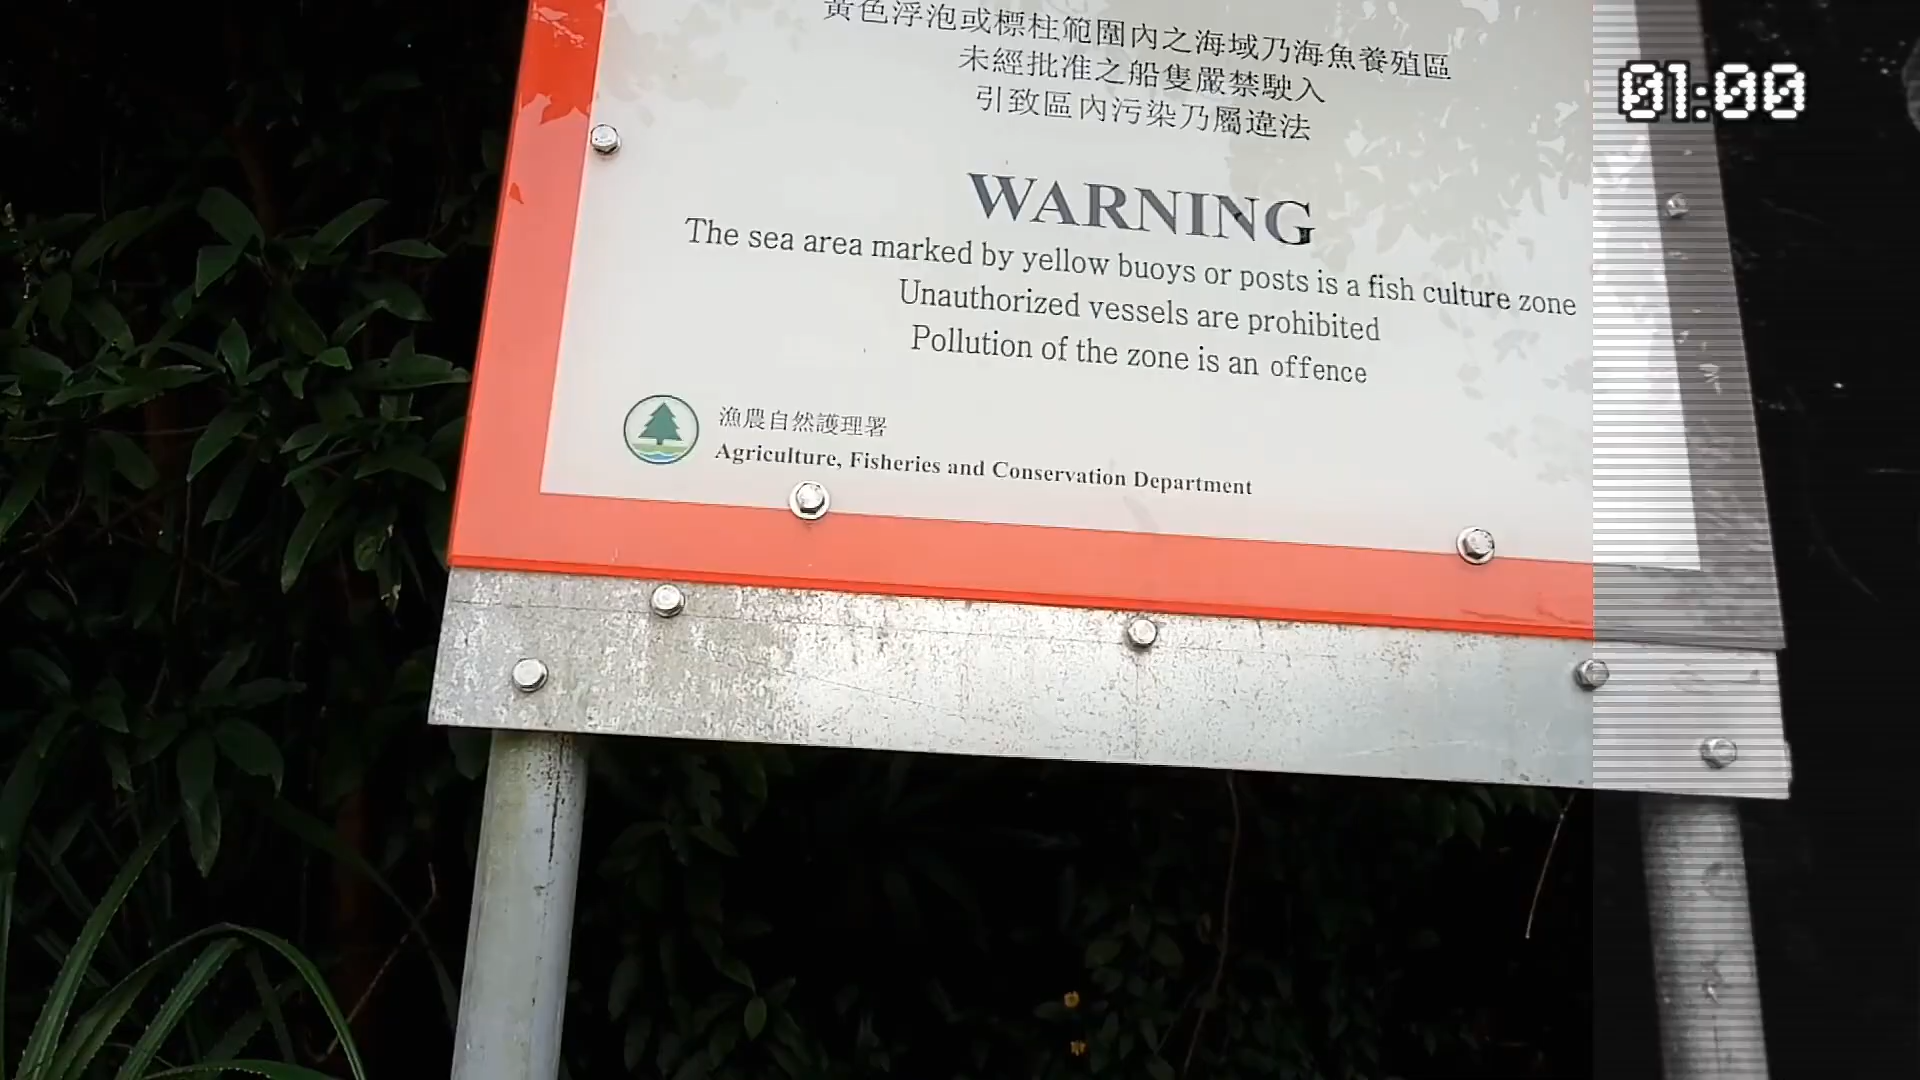 黃色浮泡或標柱範圍內之海域乃海魚養殖區
未經批准之船隻嚴禁駛入
引致區內污染乃屬違法
WARNING
The sea area marked by yellow buoys or posts is a fish culture zone
Unauthorized vessels are prohibited
Pollution of the zone is an offence
漁農自然護理署
Agriculture, Fisheries and Conservation Department
01:00